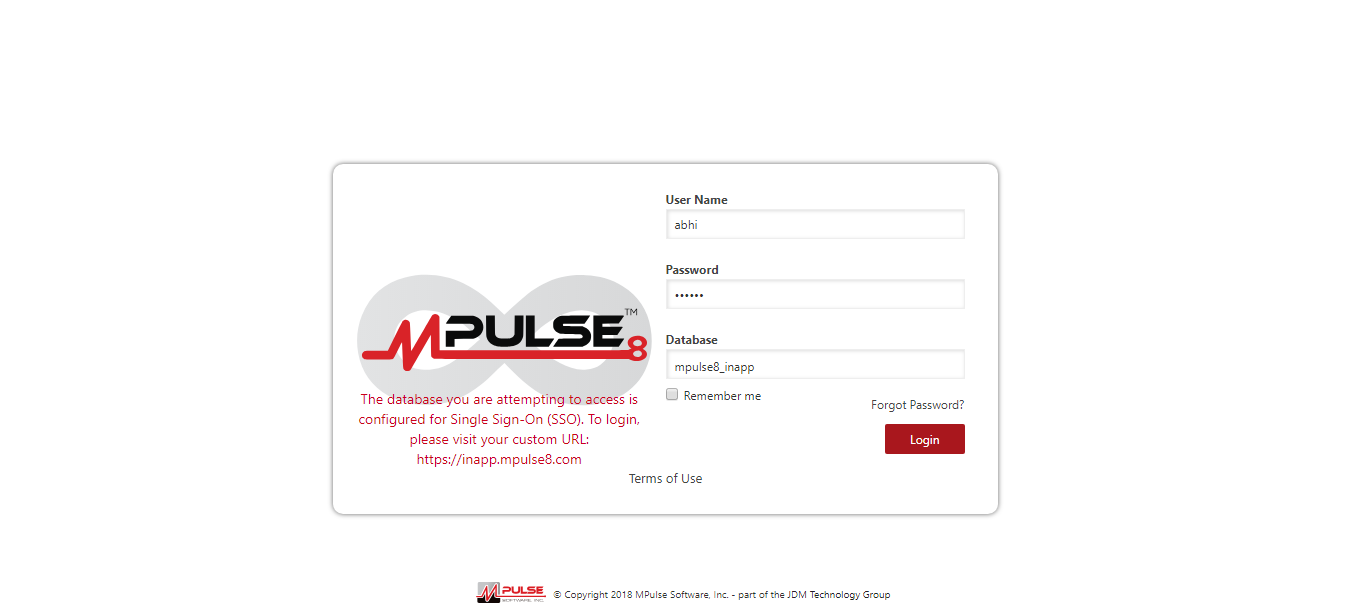 User Name
abhi
Password
••••••
Database
mpulse8_inapp
Remember me
Forgot Password?
Login
MPULSE™8
The database you are attempting to access is
configured for Single Sign-On (SSO). To login,
please visit your custom URL:
https://inapp.mpulse8.com
Terms of Use
MPULSE
SOFTWARE, INC.
© Copyright 2018 MPulse Software, Inc. - part of the JDM Technology Group